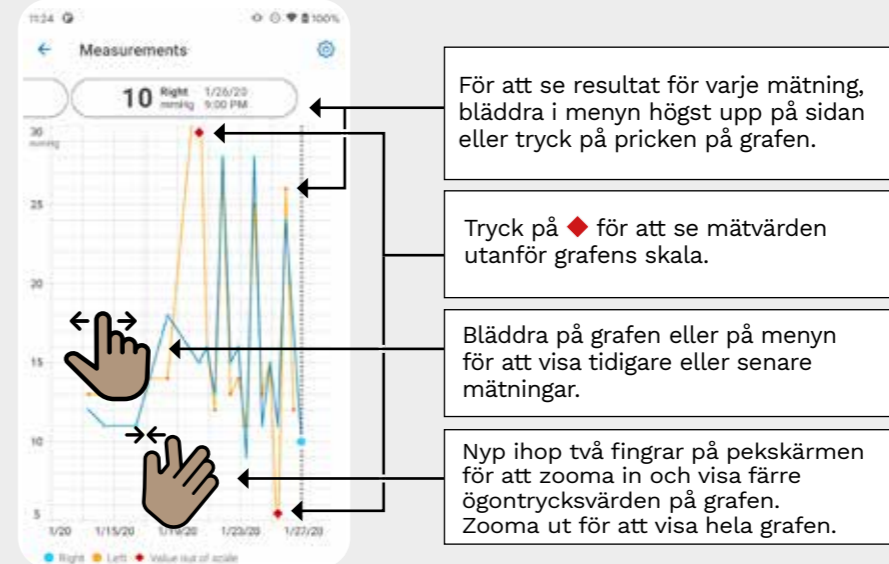 11:24
100%
Measurements
10 Right mmHg 1/26/20 9:00 PM
För att se resultat för varje mätning,
bläddra i menyn högst upp på sidan
eller tryck på pricken på grafen.
30
mmHg
25
20
15
10
5
Tryck på ◆ för att se mätvärden
utanför grafens skala.
Bläddra på grafen eller på menyn
för att visa tidigare eller senare
mätningar.
Nyp ihop två fingrar på pekskärmen
för att zooma in och visa färre
ögontrycksvärden på grafen.
Zooma ut för att visa hela grafen.
1/20 1/15/20 1/19/20 1/23/20 1/27/20
Right Left Value out of scale